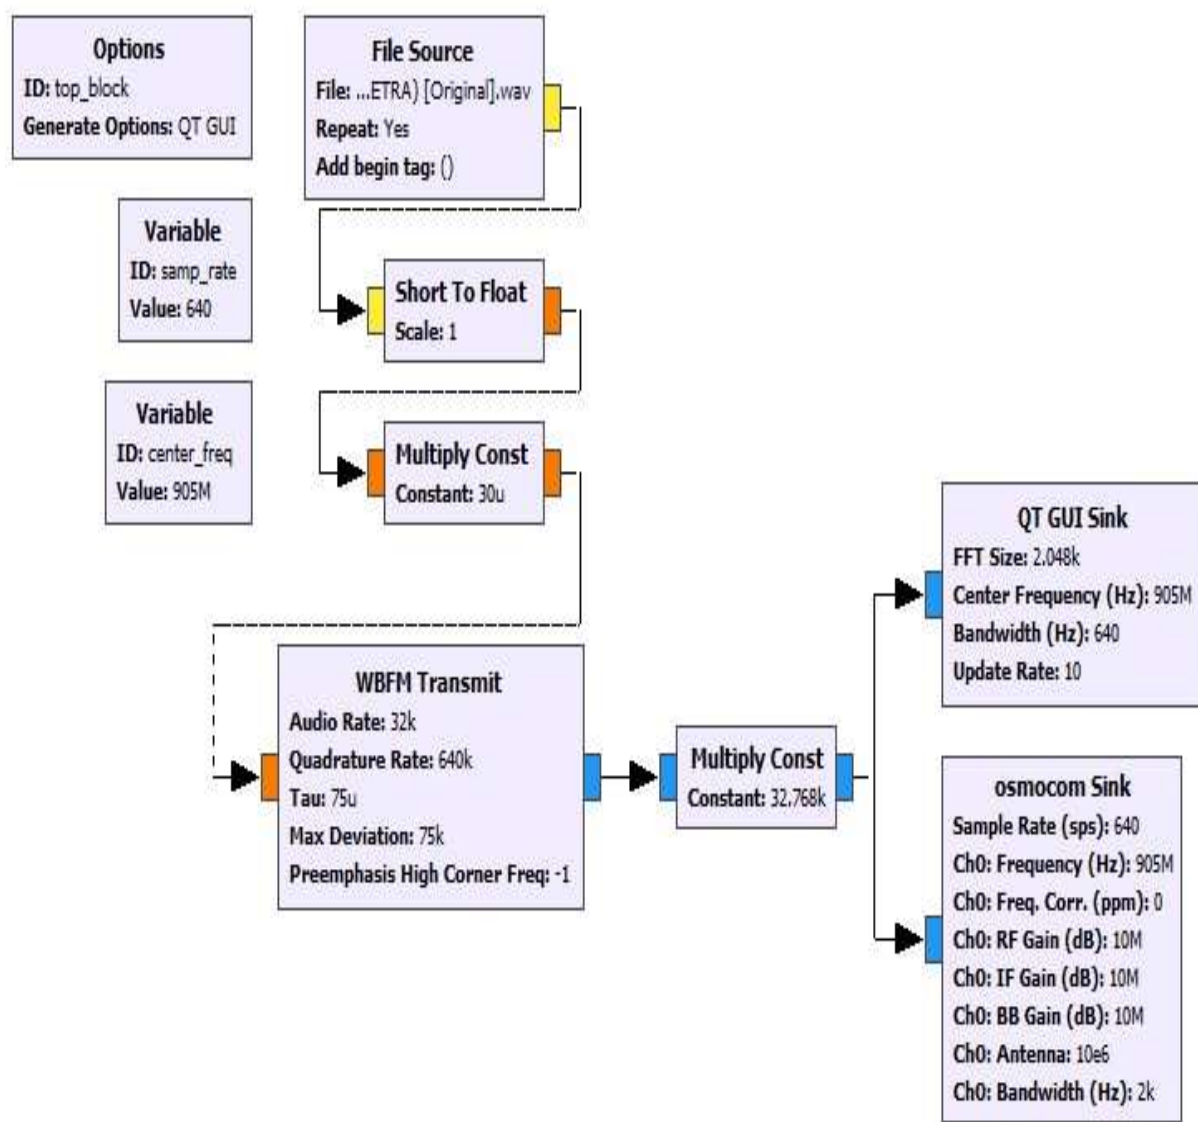 Options
ID: top_block
Generate Options: QT GUI
File Source
File: ...ETRA) [Original].wav
Repeat: Yes
Add begin tag: ()
Variable
ID: samp_rate
Value: 640
Short To Float
Scale: 1
Variable
ID: center_freq
Value: 905M
Multiply Const
Constant: 30u
WBFM Transmit
Audio Rate: 32k
Quadrature Rate: 640k
Tau: 75u
Max Deviation: 75k
Preemphasis High Corner Freq: -1
Multiply Const
Constant: 32.768k
QT GUI Sink
FFT Size: 2.048k
Center Frequency (Hz): 905M
Bandwidth (Hz): 640
Update Rate: 10
osmocom Sink
Sample Rate (sps): 640
Ch0: Frequency (Hz): 905M
Ch0: Freq. Corr. (ppm): 0
Ch0: RF Gain (dB): 10M
Ch0: IF Gain (dB): 10M
Ch0: BB Gain (dB): 10M
Ch0: Antenna: 10e6
Ch0: Bandwidth (Hz): 2k